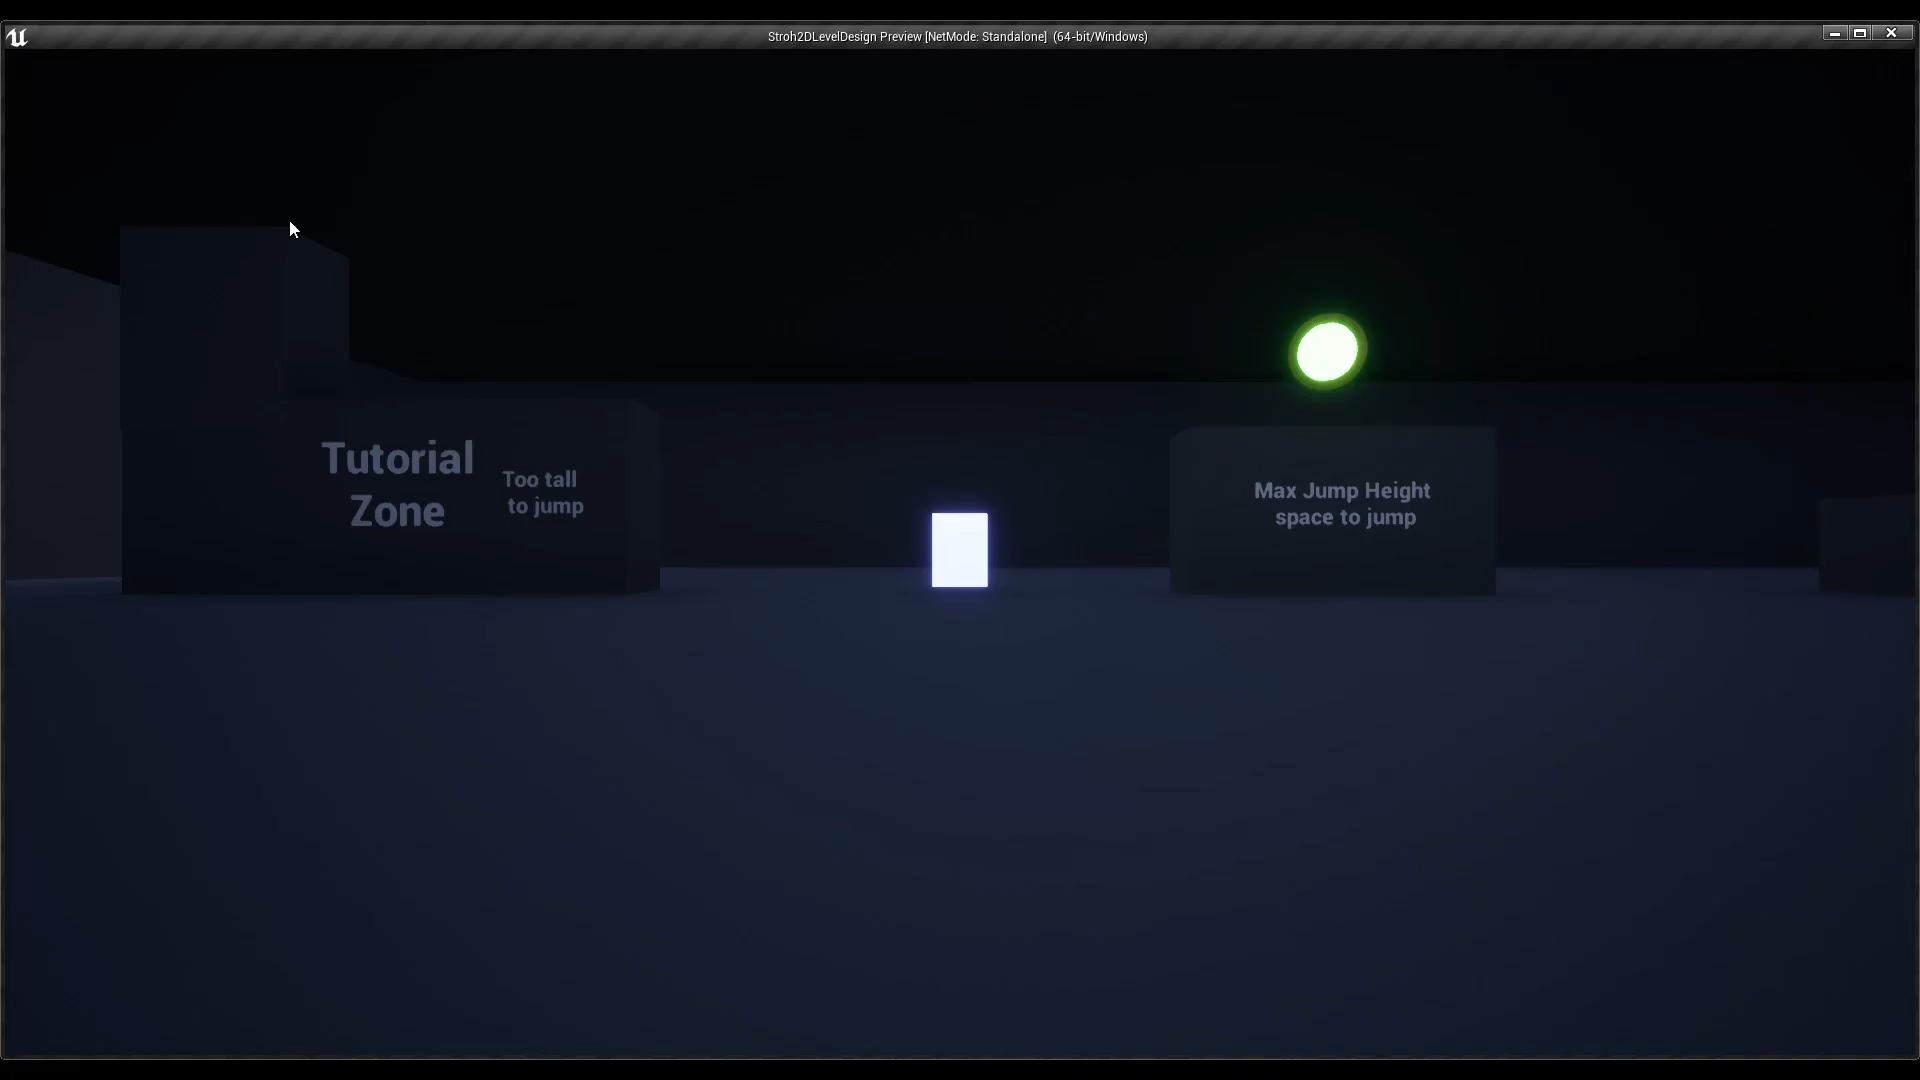 Stroh2DLevelDesign Preview [NetMode: Standalone] (64-bit/Windows)
Tutorial
Zone
Too tall
to jump
Max Jump Height
space to jump